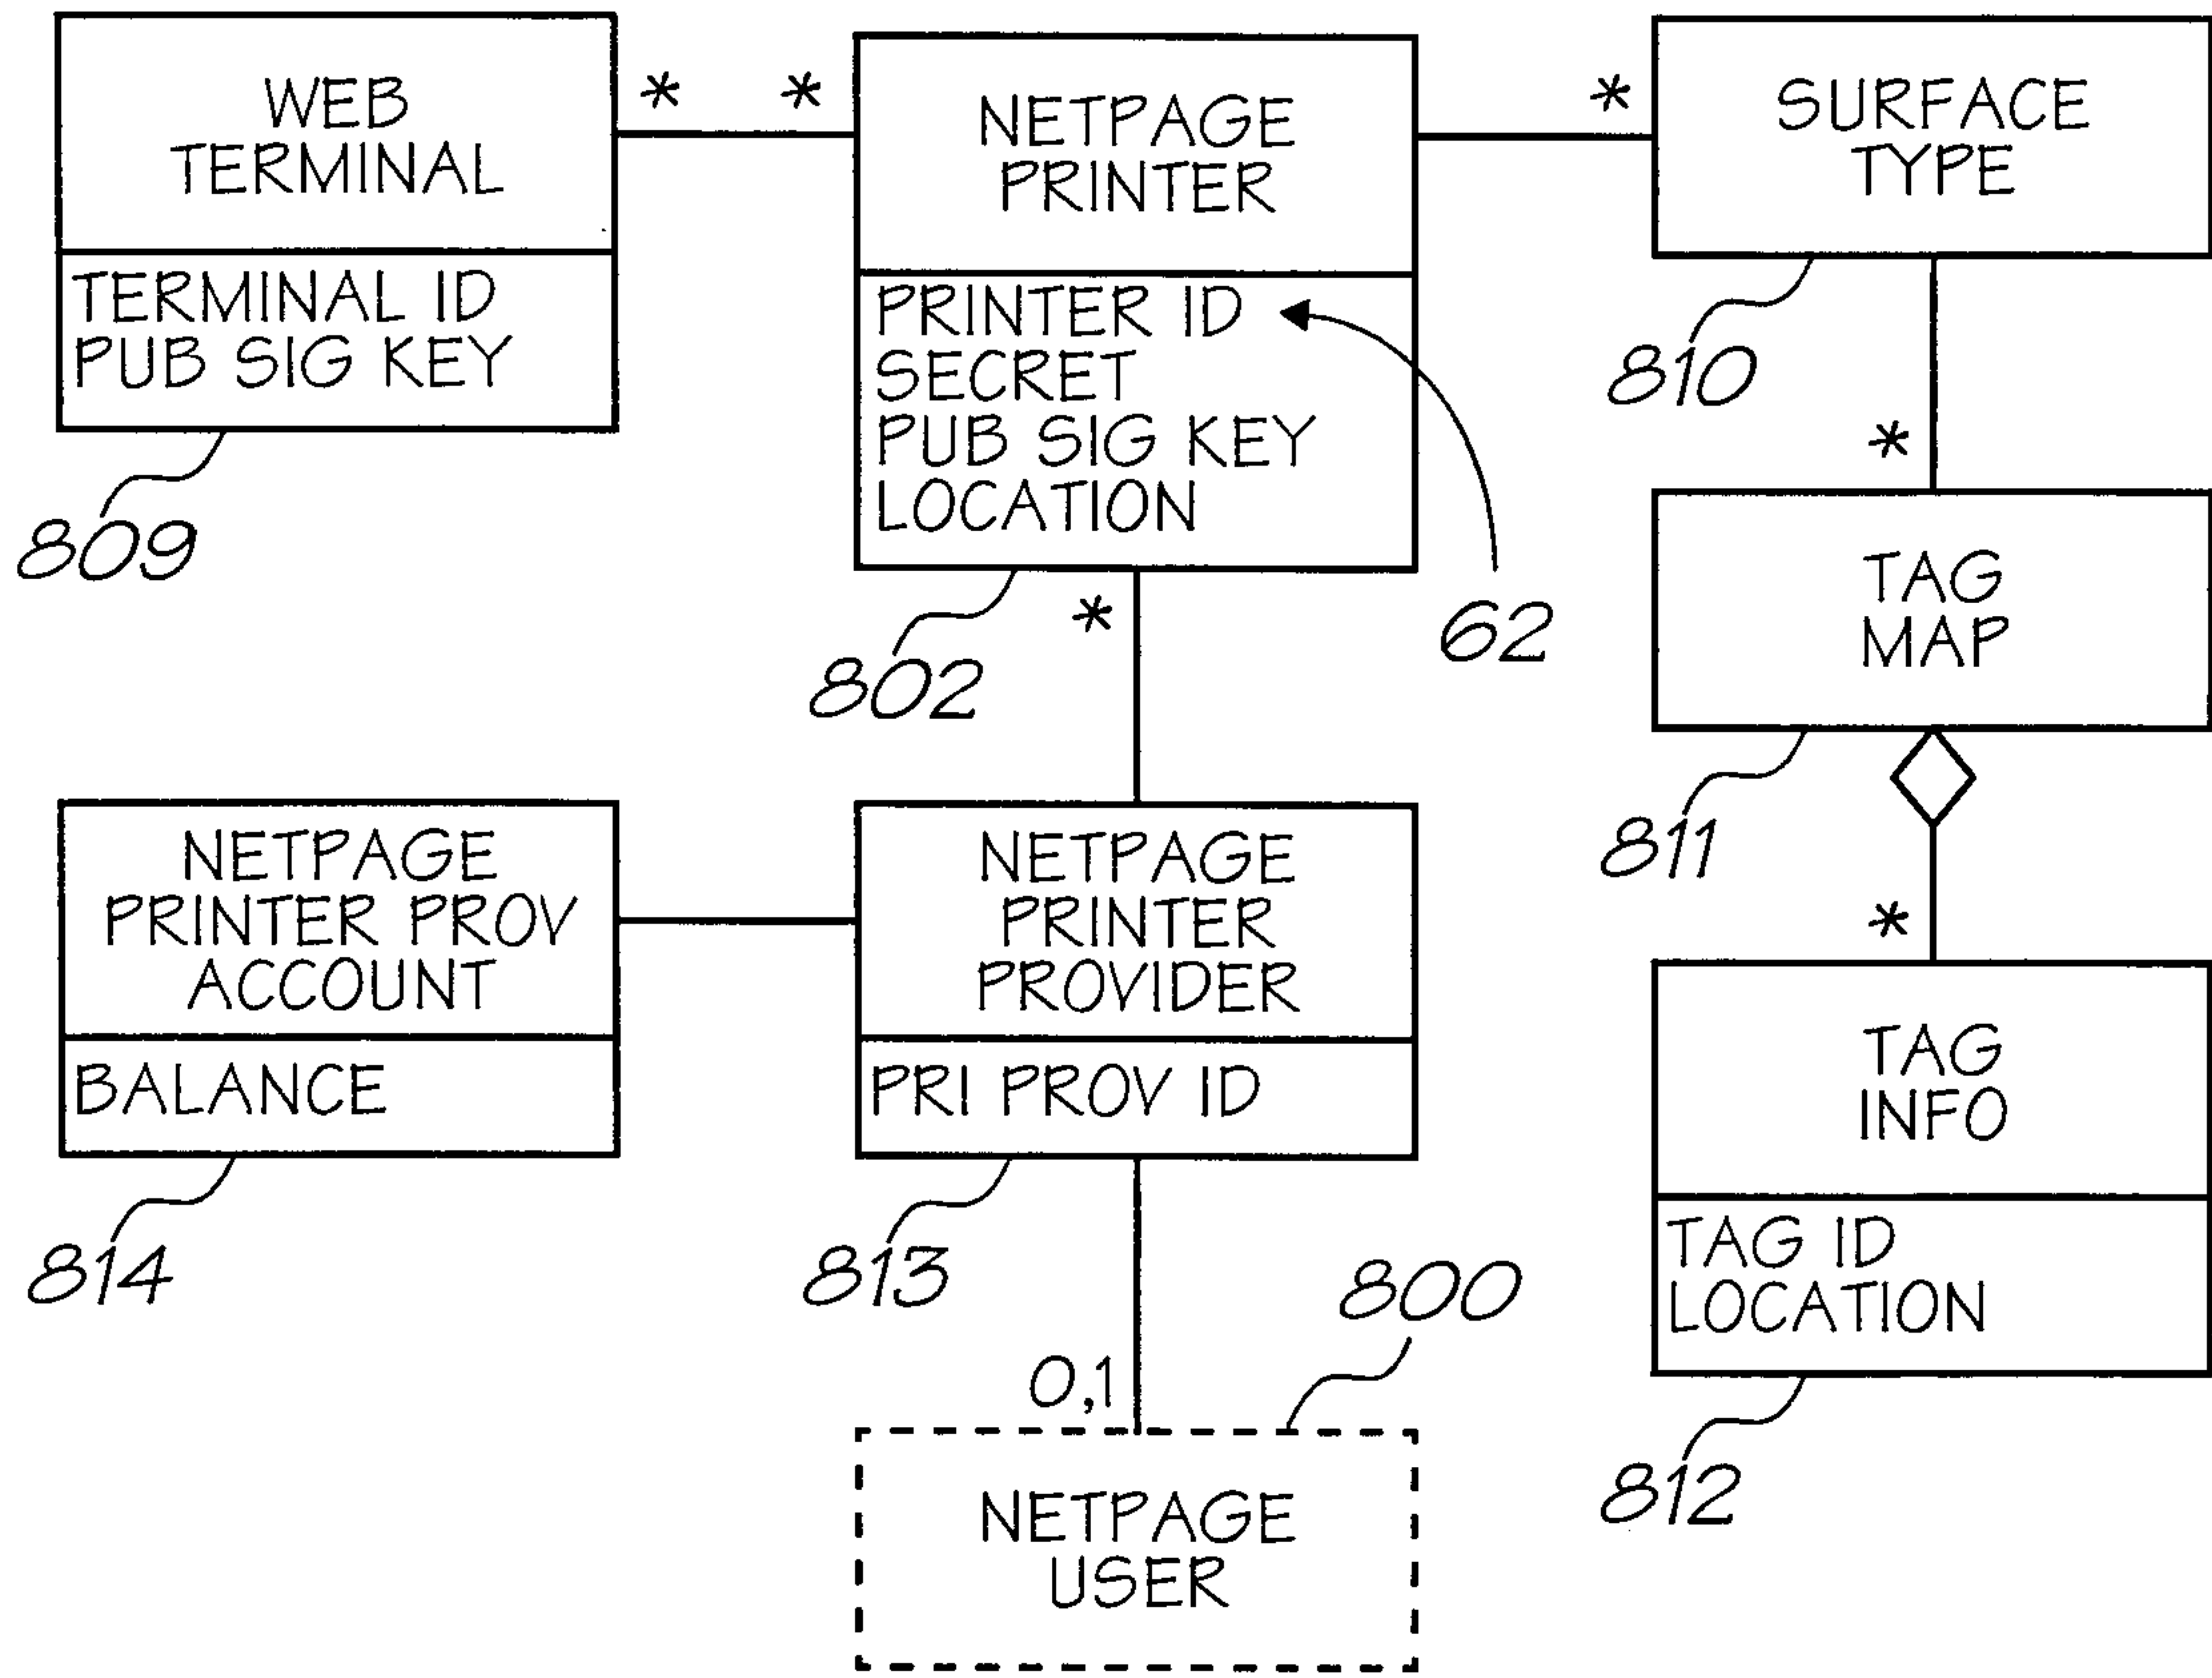 WEB
TERMINAL
TERMINAL ID
PUB SIG KEY
809
*
*
NETPAGE
PRINTER
PRINTER ID
SECRET
PUB SIG KEY
LOCATION
802
62
*
*
SURFACE
TYPE
810
*
TAG
MAP
811
*
TAG
INFO
TAG ID
LOCATION
812
NETPAGE
PRINTER PROV
ACCOUNT
BALANCE
814
NETPAGE
PRINTER
PROVIDER
PRI PROV ID
813
0,1
800
NETPAGE
USER